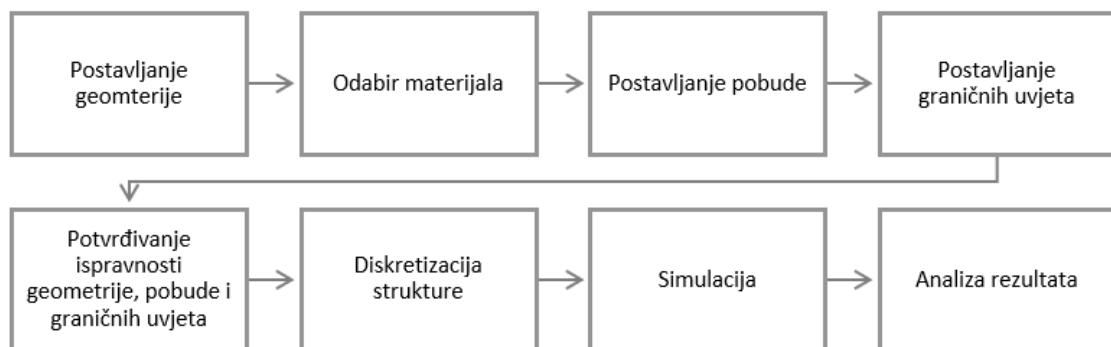 Postavljanje
geomterije
Odabir materijala
Postavljanje pobude
Postavljanje
graničnih uvjeta
Potvrđivanje
ispravnosti
geometrije, pobude i
graničnih uvjeta
Diskretizacija
strukture
Simulacija
Analiza rezultata